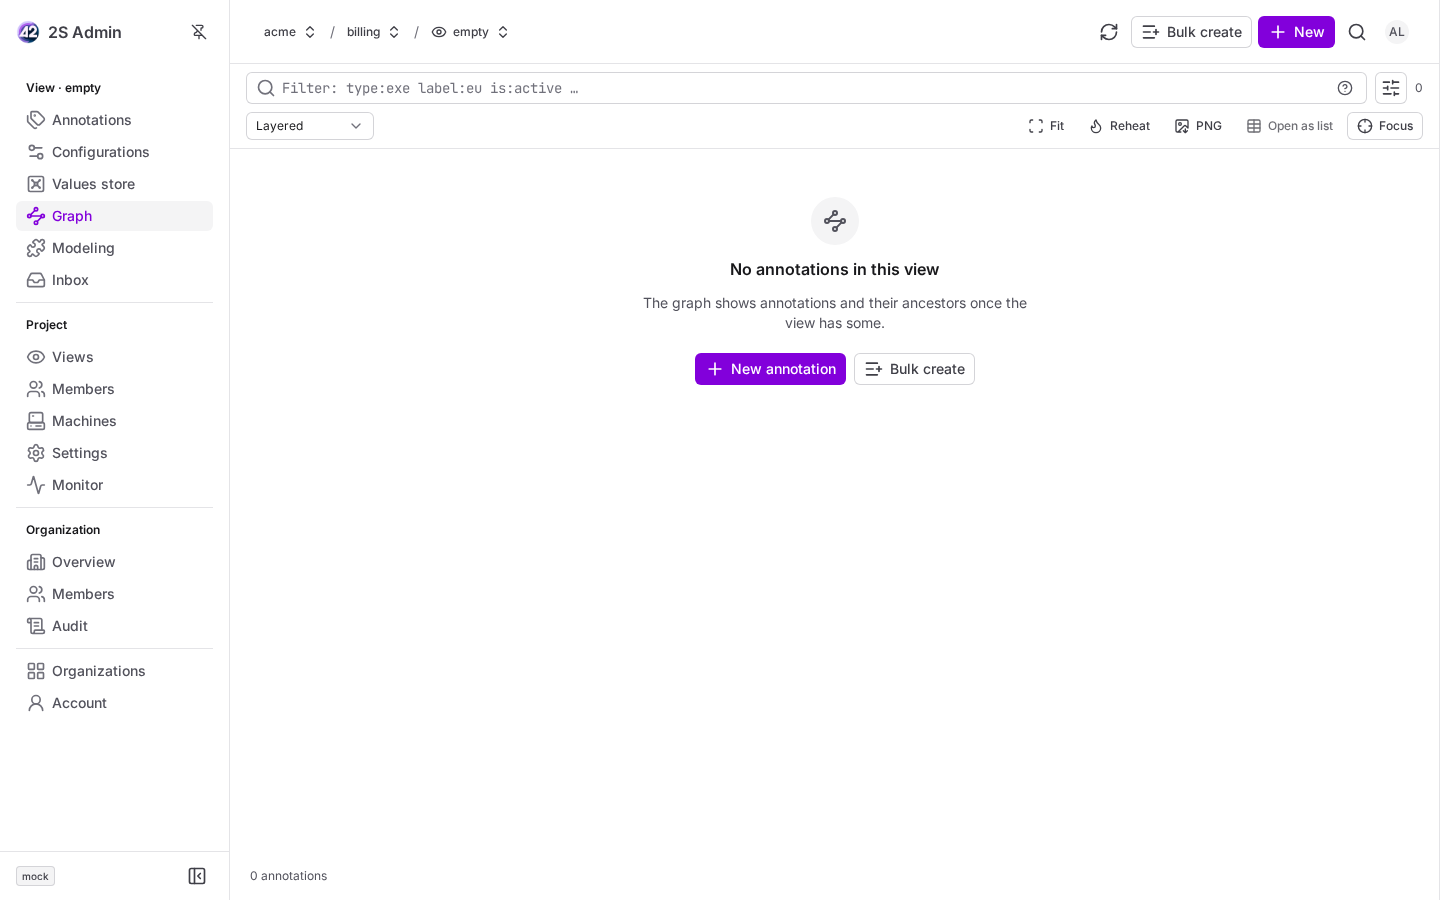 42 2S Admin
acme / billing / empty
Bulk create
New
AL
View · empty
Annotations
Configurations
Values store
Graph
Modeling
Inbox
Project
Views
Members
Machines
Settings
Monitor
Organization
Overview
Members
Audit
Organizations
Account
mock
Filter: type:exe label:eu is:active …
0
Layered
Fit
Reheat
PNG
Open as list
Focus
No annotations in this view
The graph shows annotations and their ancestors once the
view has some.
New annotation
Bulk create
0 annotations